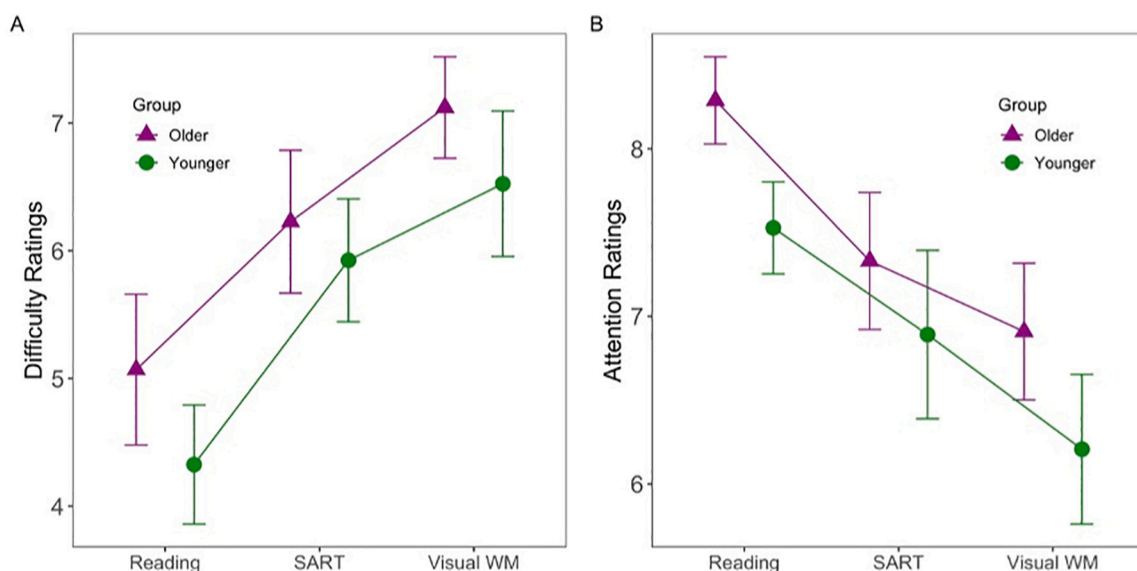 A
Difficulty Ratings
7
6
5
4
Group
Older
Younger
Reading SART Visual WM
B
Attention Ratings
8
7
6
Group
Older
Younger
Reading SART Visual WM